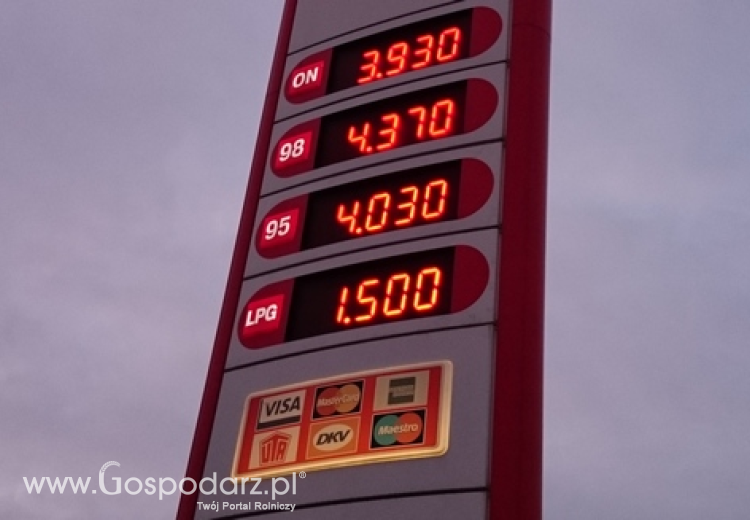 ON 3.930
98 4.370
95 4.030
LPG 1.500
VISA MasterCard
UTA DKV Maestro
www.Gospodarz.pl®
Twój Portal Rolniczy